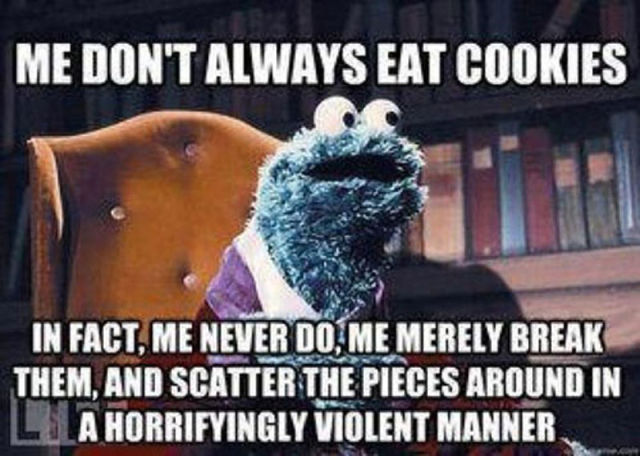 ME DON'T ALWAYS EAT COOKIES
IN FACT, ME NEVER DO, ME MERELY BREAK
THEM, AND SCATTER THE PIECES AROUND IN
A HORRIFYINGLY VIOLENT MANNER